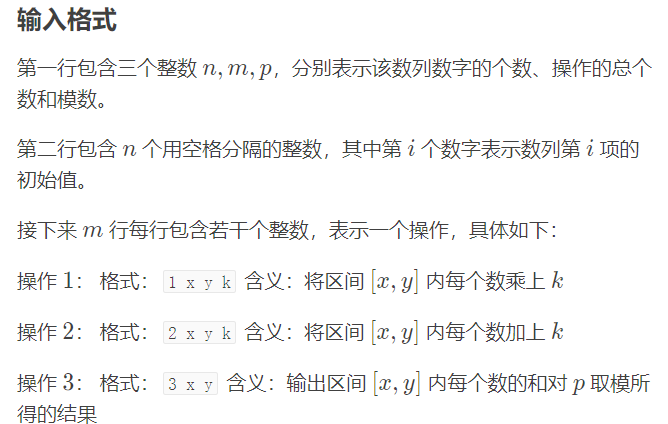 输入格式
第一行包含三个整数 n, m, p，分别表示该数列数字的个数、操作的总个
数和模数。
第二行包含 n 个用空格分隔的整数，其中第 i 个数字表示数列第 i 项的
初始值。
接下来 m 行每行包含若干个整数，表示一个操作，具体如下：
操作 1： 格式：1 x y k 含义：将区间 [x, y] 内每个数乘上 k
操作 2： 格式：2 x y k 含义：将区间 [x, y] 内每个数加上 k
操作 3： 格式：3 x y 含义：输出区间 [x, y] 内每个数的和对 p 取模所
得的结果